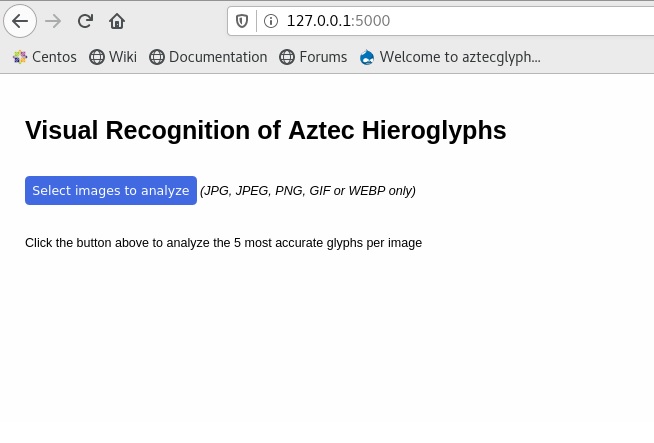 127.0.0.1:5000
Centos Wiki Documentation Forums Welcome to aztecglyph...
Visual Recognition of Aztec Hieroglyphs
Select images to analyze (JPG, JPEG, PNG, GIF or WEBP only)
Click the button above to analyze the 5 most accurate glyphs per image